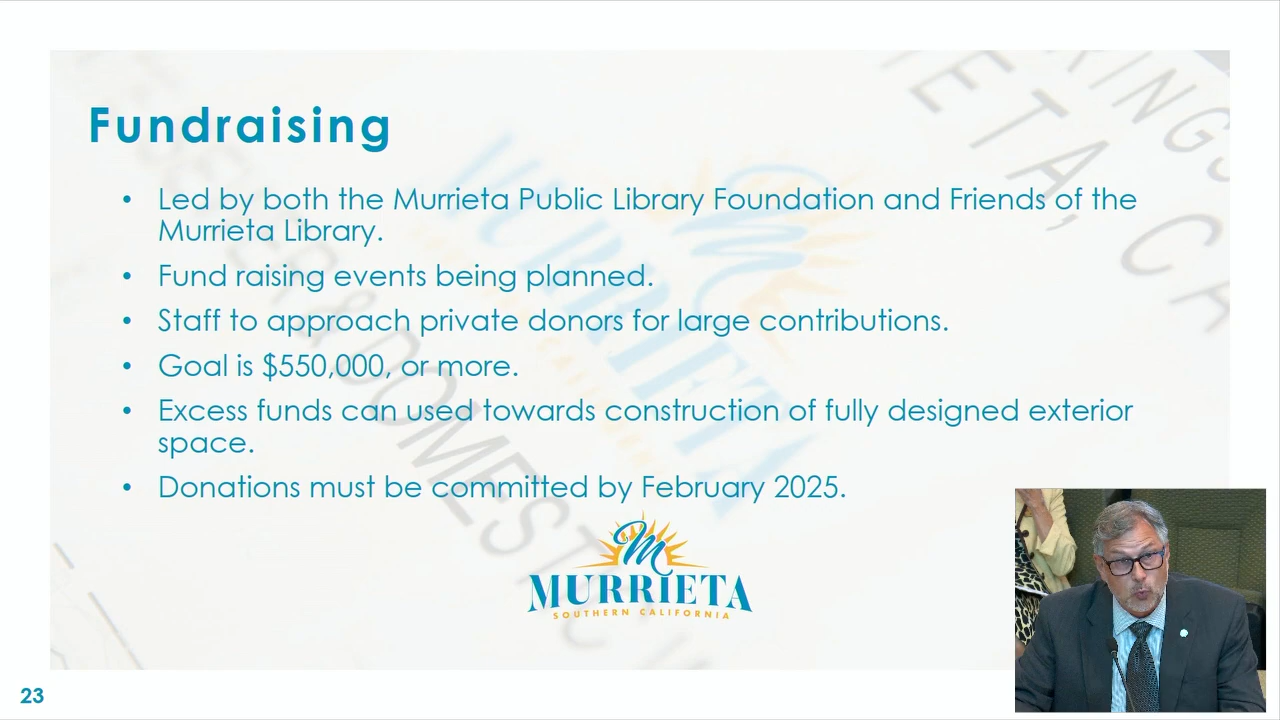 Fundraising
• Led by both the Murrieta Public Library Foundation and Friends of the
Murrieta Library.
• Fund raising events being planned.
• Staff to approach private donors for large contributions.
• Goal is $550,000, or more.
• Excess funds can used towards construction of fully designed exterior
space.
• Donations must be committed by February 2025.
M
MURRIETA
SOUTHERN CALIFORNIA
23